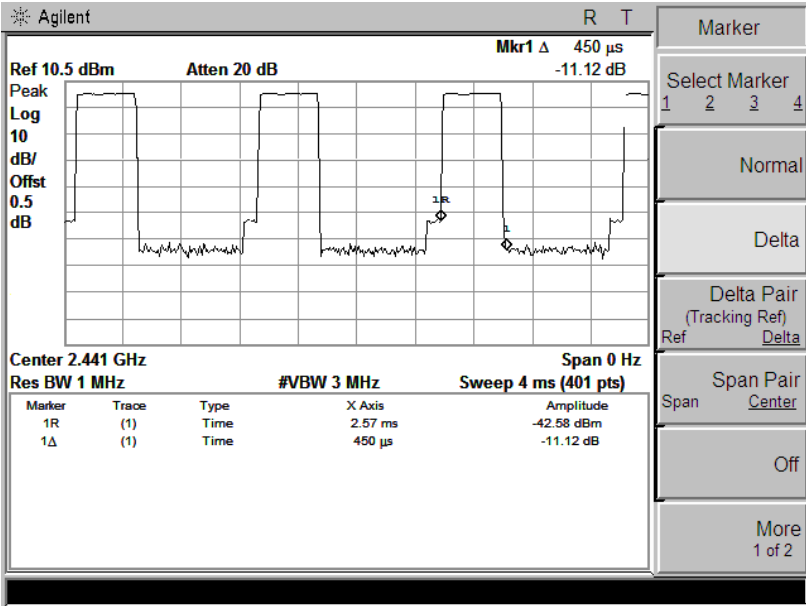 Agilent R T
Mkr1 Δ 450 µs
Ref 10.5 dBm Atten 20 dB -11.12 dB
Peak
Log
10
dB/
Offst
0.5
dB
1R
1
Center 2.441 GHz Span 0 Hz
Res BW 1 MHz #VBW 3 MHz Sweep 4 ms (401 pts)
Marker Trace Type X Axis Amplitude
1R (1) Time 2.57 ms -42.58 dBm
1Δ (1) Time 450 µs -11.12 dB
Marker
Select Marker
1 2 3 4
Normal
Delta
Delta Pair
(Tracking Ref)
Ref Delta
Span Pair
Span Center
Off
More
1 of 2